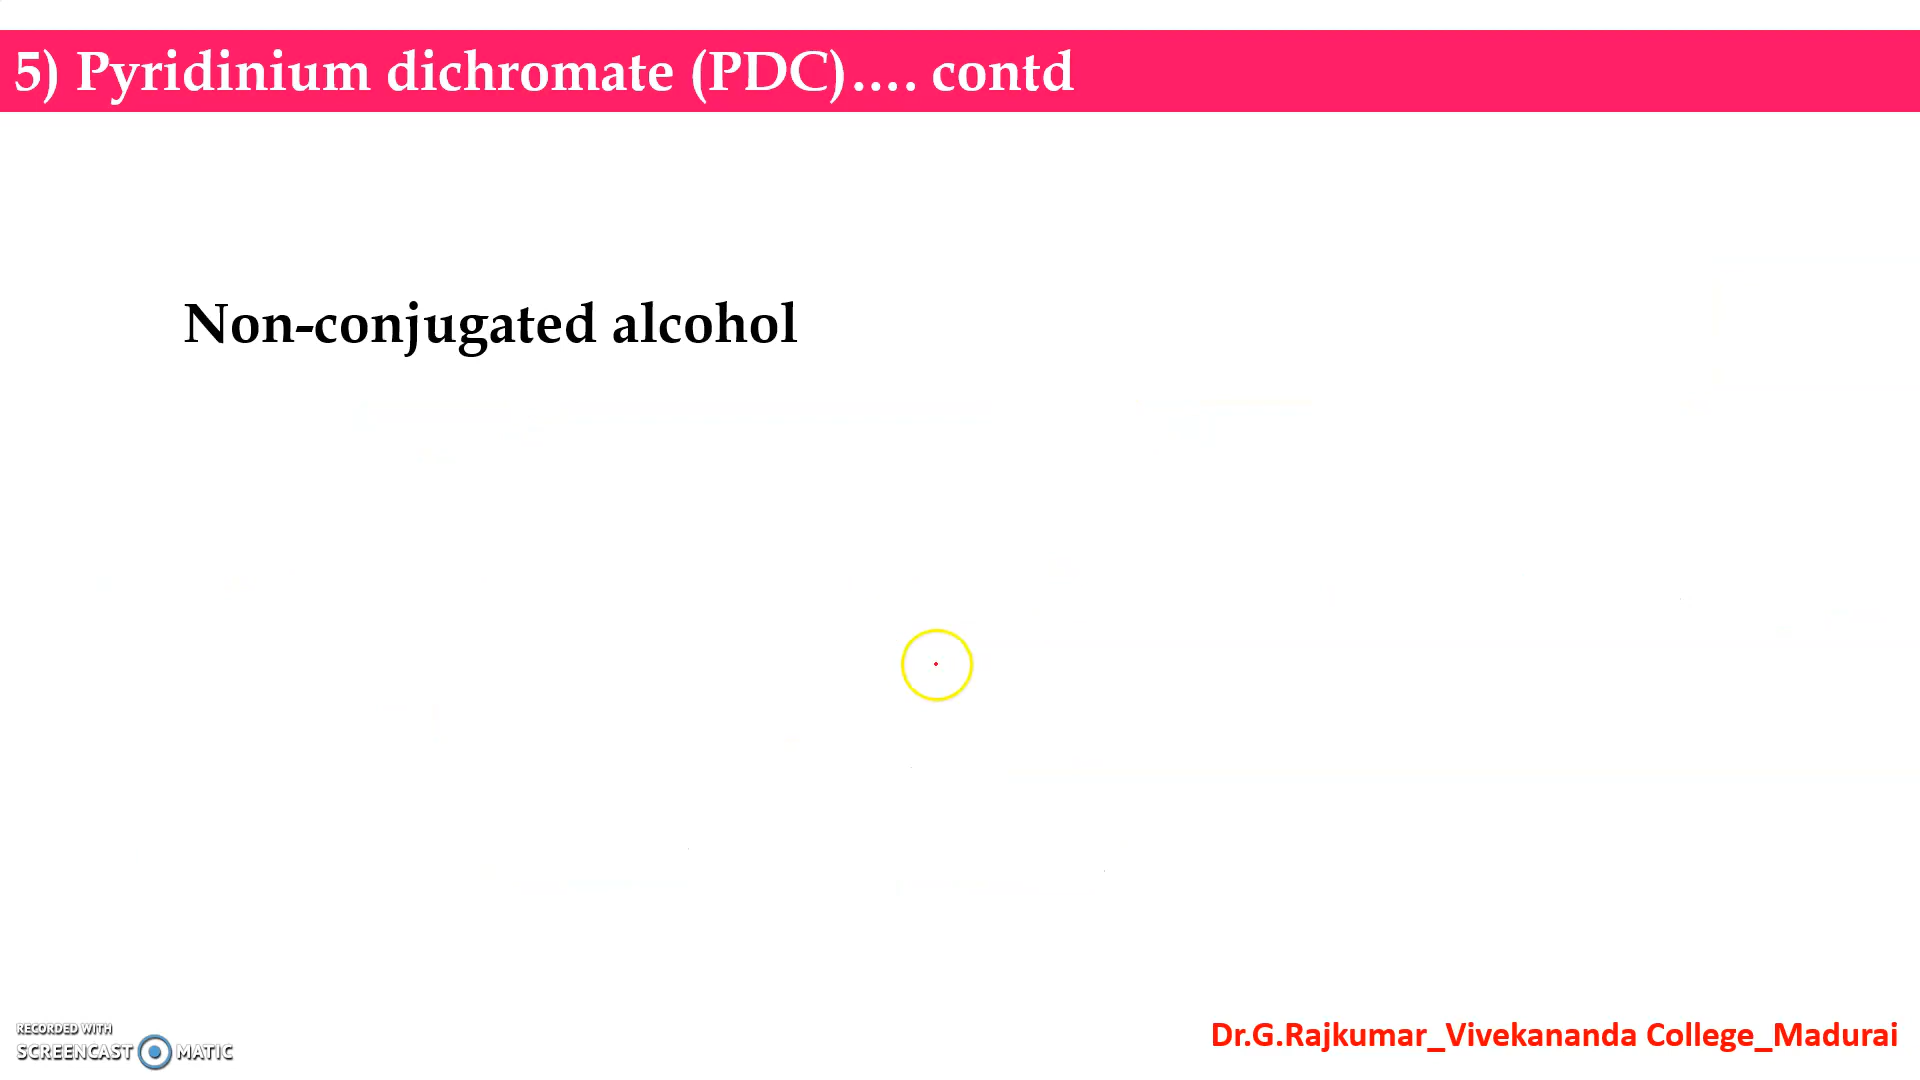 5) Pyridinium dichromate (PDC)…. contd
Non-conjugated alcohol
RECORDED WITH
SCREENCAST MATIC
Dr.G.Rajkumar_Vivekananda College_Madurai